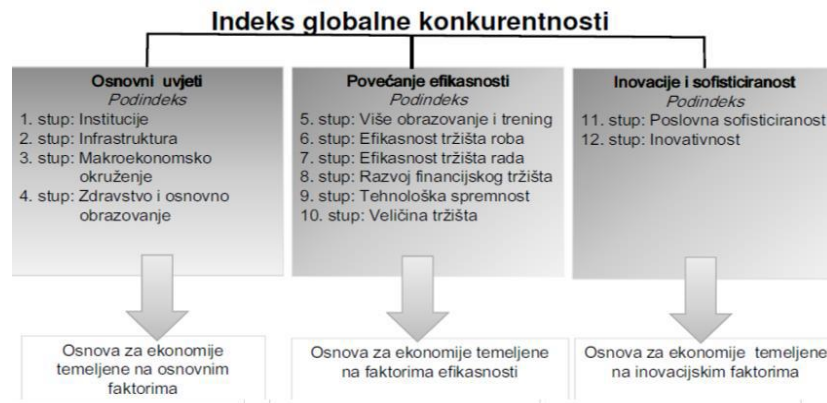 Indeks globalne konkurentnosti
Osnovni uvjeti
Podindeks
1. stup: Institucije
2. stup: Infrastruktura
3. stup: Makroekonomsko
okruženje
4. stup: Zdravstvo i osnovno
obrazovanje
Povećanje efikasnosti
Podindeks
5. stup: Više obrazovanje i trening
6. stup: Efikasnost tržišta roba
7. stup: Efikasnost tržišta rada
8. stup: Razvoj financijskog tržišta
9. stup: Tehnološka spremnost
10. stup: Veličina tržišta
Inovacije i sofisticiranost
Podindeks
11. stup: Poslovna sofisticiranost
12. stup: Inovativnost
Osnova za ekonomije
temeljene na osnovnim
faktorima
Osnova za ekonomije temeljene
na faktorima efikasnosti
Osnova za ekonomije temeljene
na inovacijskim faktorima